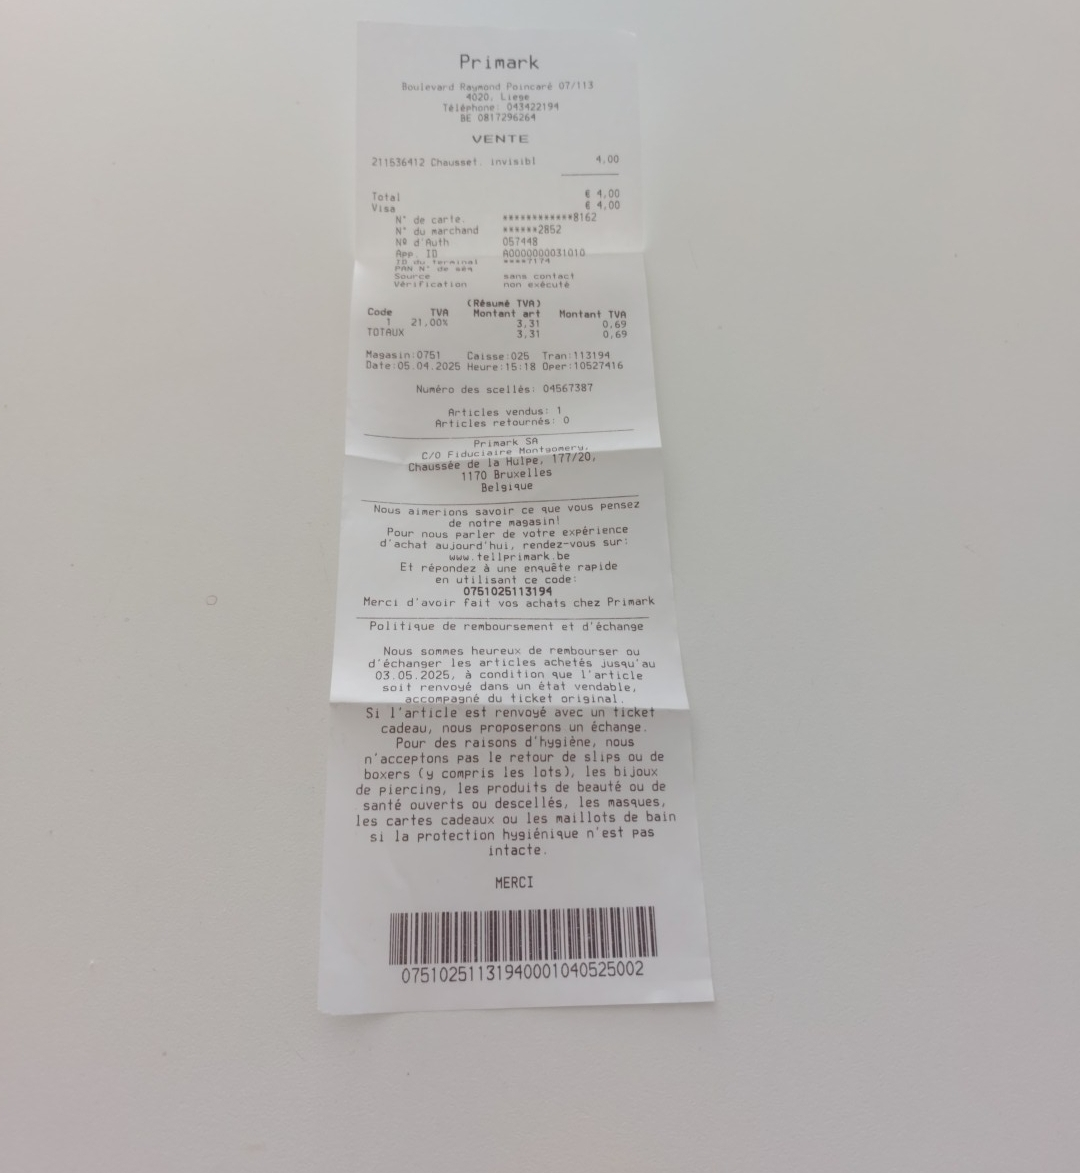 Primark
Boulevard Raymond Poincaré 07/113
4020, Liege
Téléphone: 043422194
BE 0817296264
VENTE
211536412 Chausset. invisibl 4,00
Total € 4,00
Visa € 4,00
N° de carte. ************8162
N° du marchand ******2852
Nº d'Auth 057448
App. ID A0000000031010
ID du terminal ****7174
PAN N° de séq
Source sans contact
Vérification non exécuté
(Résumé TVA)
Code TVA Montant art Montant TVA
1 21,00% 3,31 0,69
TOTAUX 3,31 0,69
Magasin:0751 Caisse:025 Tran:113194
Date:05.04.2025 Heure:15:18 Oper:10527416
Numéro des scellés: 04567387
Articles vendus: 1
Articles retournés: 0
Primark SA
C/O Fiduciaire Montgomery,
Chaussée de la Hulpe, 177/20,
1170 Bruxelles
Belgique
Nous aimerions savoir ce que vous pensez
de notre magasin!
Pour nous parler de votre expérience
d'achat aujourd'hui, rendez-vous sur:
www.tellprimark.be
Et répondez à une enquête rapide
en utilisant ce code:
0751025113194
Merci d'avoir fait vos achats chez Primark
Politique de remboursement et d'échange
Nous sommes heureux de rembourser ou
d'échanger les articles achetés jusqu'au
03.05.2025, à condition que l'article
soit renvoyé dans un état vendable,
accompagné du ticket original.
Si l'article est renvoyé avec un ticket
cadeau, nous proposerons un échange.
Pour des raisons d'hygiène, nous
n'acceptons pas le retour de slips ou de
boxers (y compris les lots), les bijoux
de piercing, les produits de beauté ou de
santé ouverts ou descellés, les masques,
les cartes cadeaux ou les maillots de bain
si la protection hygiénique n'est pas
intacte.
MERCI
0751025113194000104052502